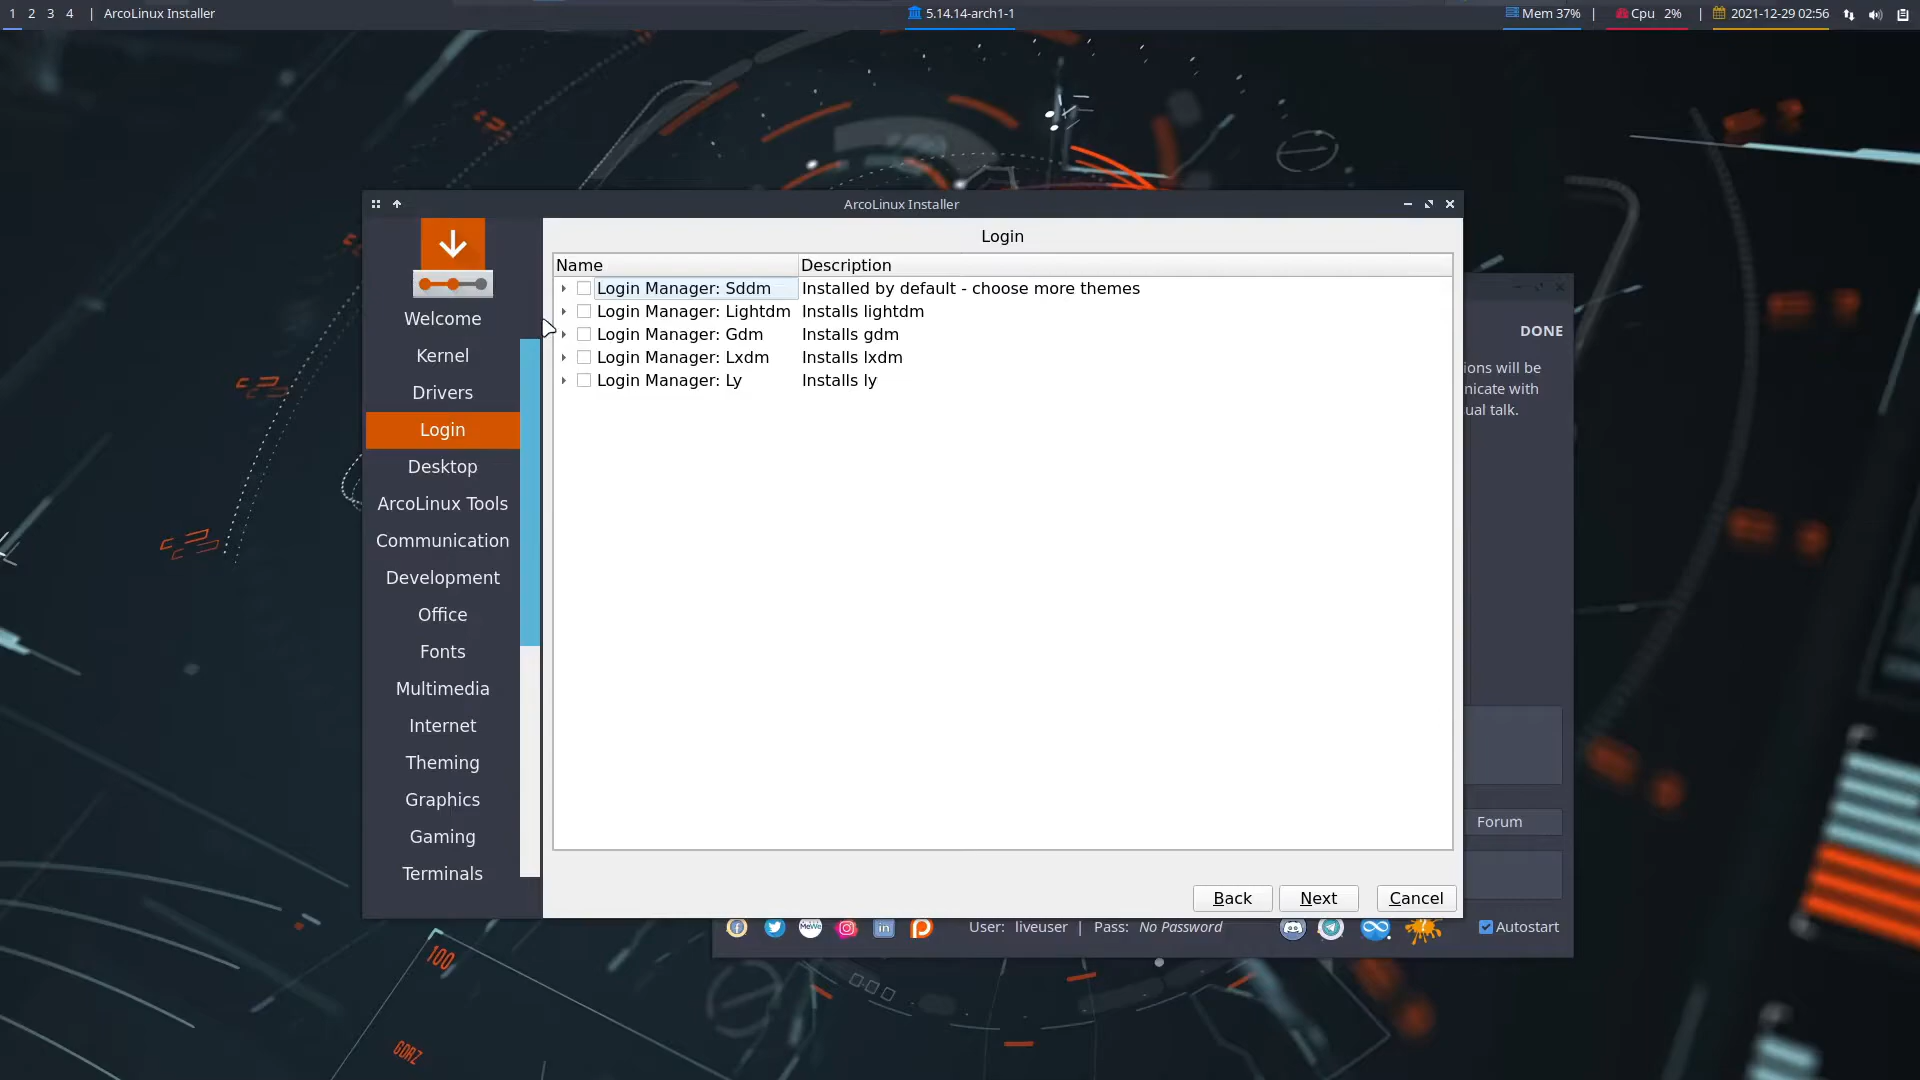 1 2 3 4 | ArcoLinux Installer
5.14.14-arch1-1
Mem 37% | Cpu 2% | 2021-12-29 02:56
ArcoLinux Installer
Login
Name Description
Login Manager: Sddm Installed by default - choose more themes
Login Manager: Lightdm Installs lightdm
Login Manager: Gdm Installs gdm
Login Manager: Lxdm Installs lxdm
Login Manager: Ly Installs ly
Welcome
Kernel
Drivers
Login
Desktop
ArcoLinux Tools
Communication
Development
Office
Fonts
Multimedia
Internet
Theming
Graphics
Gaming
Terminals
Back Next Cancel
DONE
ions will be
nicate with
ual talk.
Forum
MeWe in User: liveuser | Pass: No Password Autostart
100